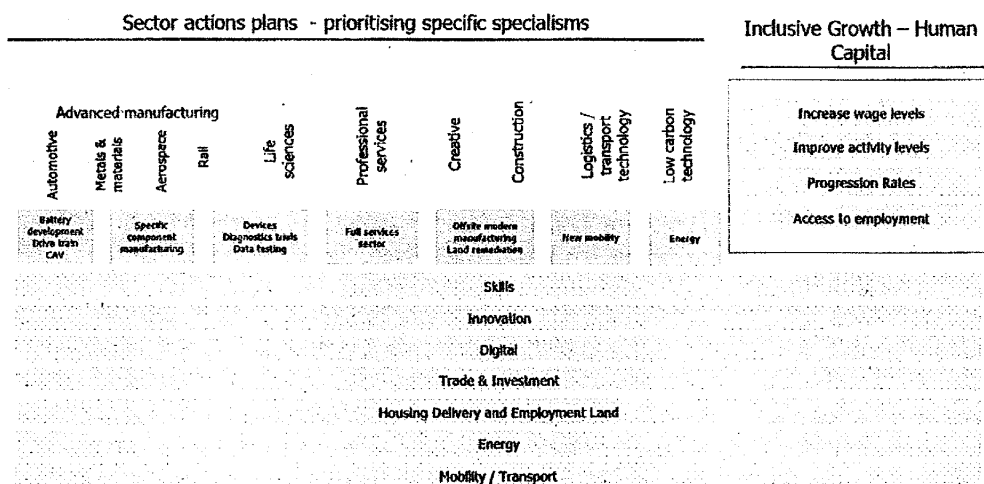 Sector actions plans - prioritising specific specialisms
Inclusive Growth – Human
Capital
Advanced manufacturing
Automotive
Metals &
materials
Aerospace
Rail
Life
sciences
Professional
services
Creative
Construction
Logistics /
transport
technology
Low carbon
technology
Battery
development
Drive train
CAV
Specific
component
manufacturing
Devices
Diagnostics trials
Data testing
Full services
sector
Offsite modern
manufacturing
Land remediation
New mobility
Energy
Increase wage levels
Improve activity levels
Progression Rates
Access to employment
Skills
Innovation
Digital
Trade & Investment
Housing Delivery and Employment Land
Energy
Mobility / Transport